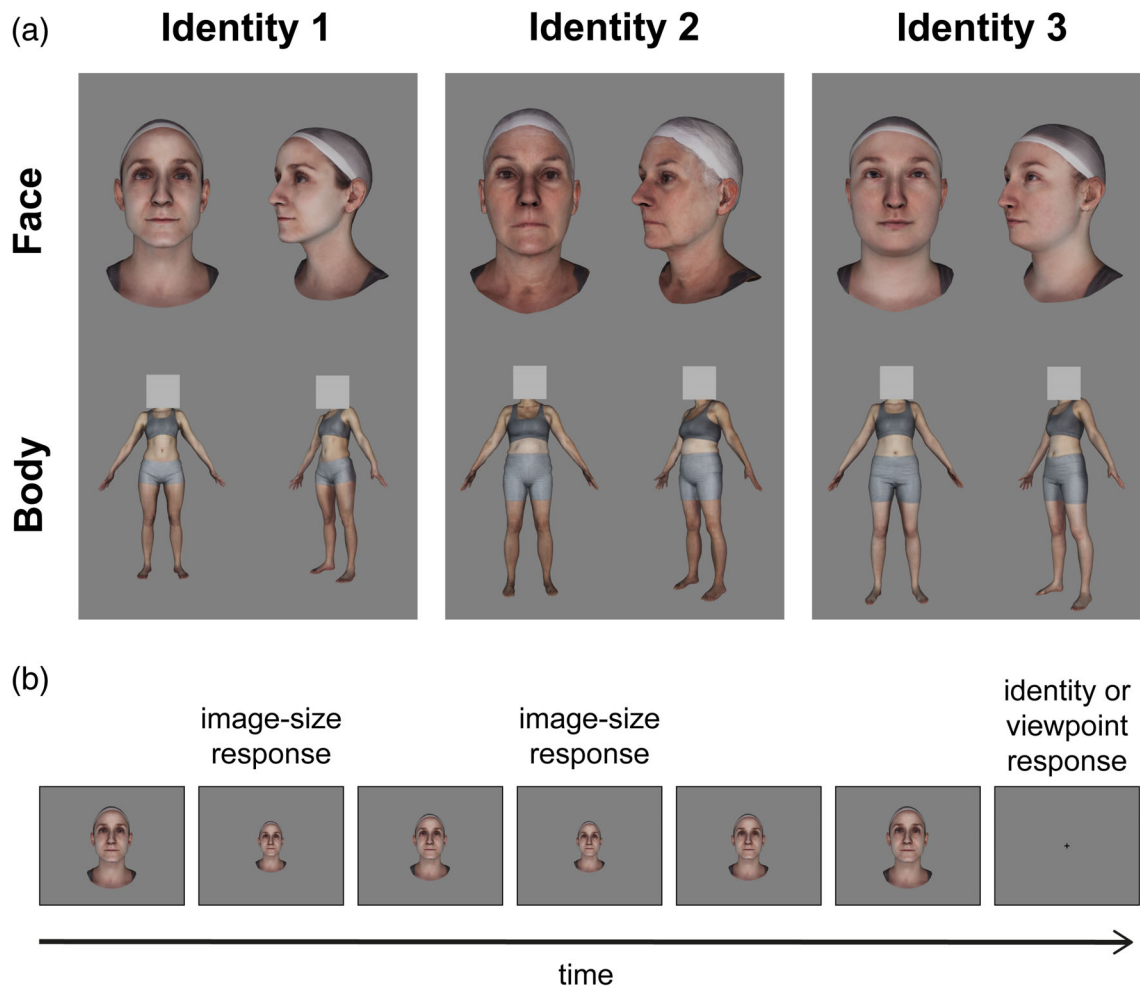 (a)
Identity 1
Identity 2
Identity 3
Face
Body
(b)
image-size
response
image-size
response
identity or
viewpoint
response
time